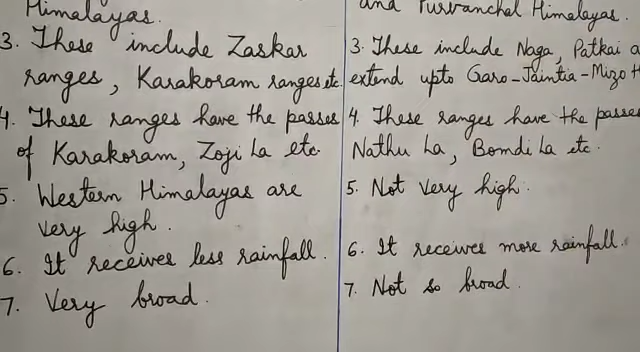 Himalayas.
3. These include Zaskar
ranges, Karakoram ranges etc.
4. These ranges have the passes
of Karakoram, Zoji La etc.
5. Western Himalayas are
very high.
6. It receives less rainfall.
7. Very broad.
and Purvanchal Himalayas.
3. These include Naga, Patkai a
extend upto Garo-Jaintia-Mizo H
4. These ranges have the passes
Nathu La, Bomdi La etc.
5. Not very high.
6. It receives more rainfall.
7. Not so broad.